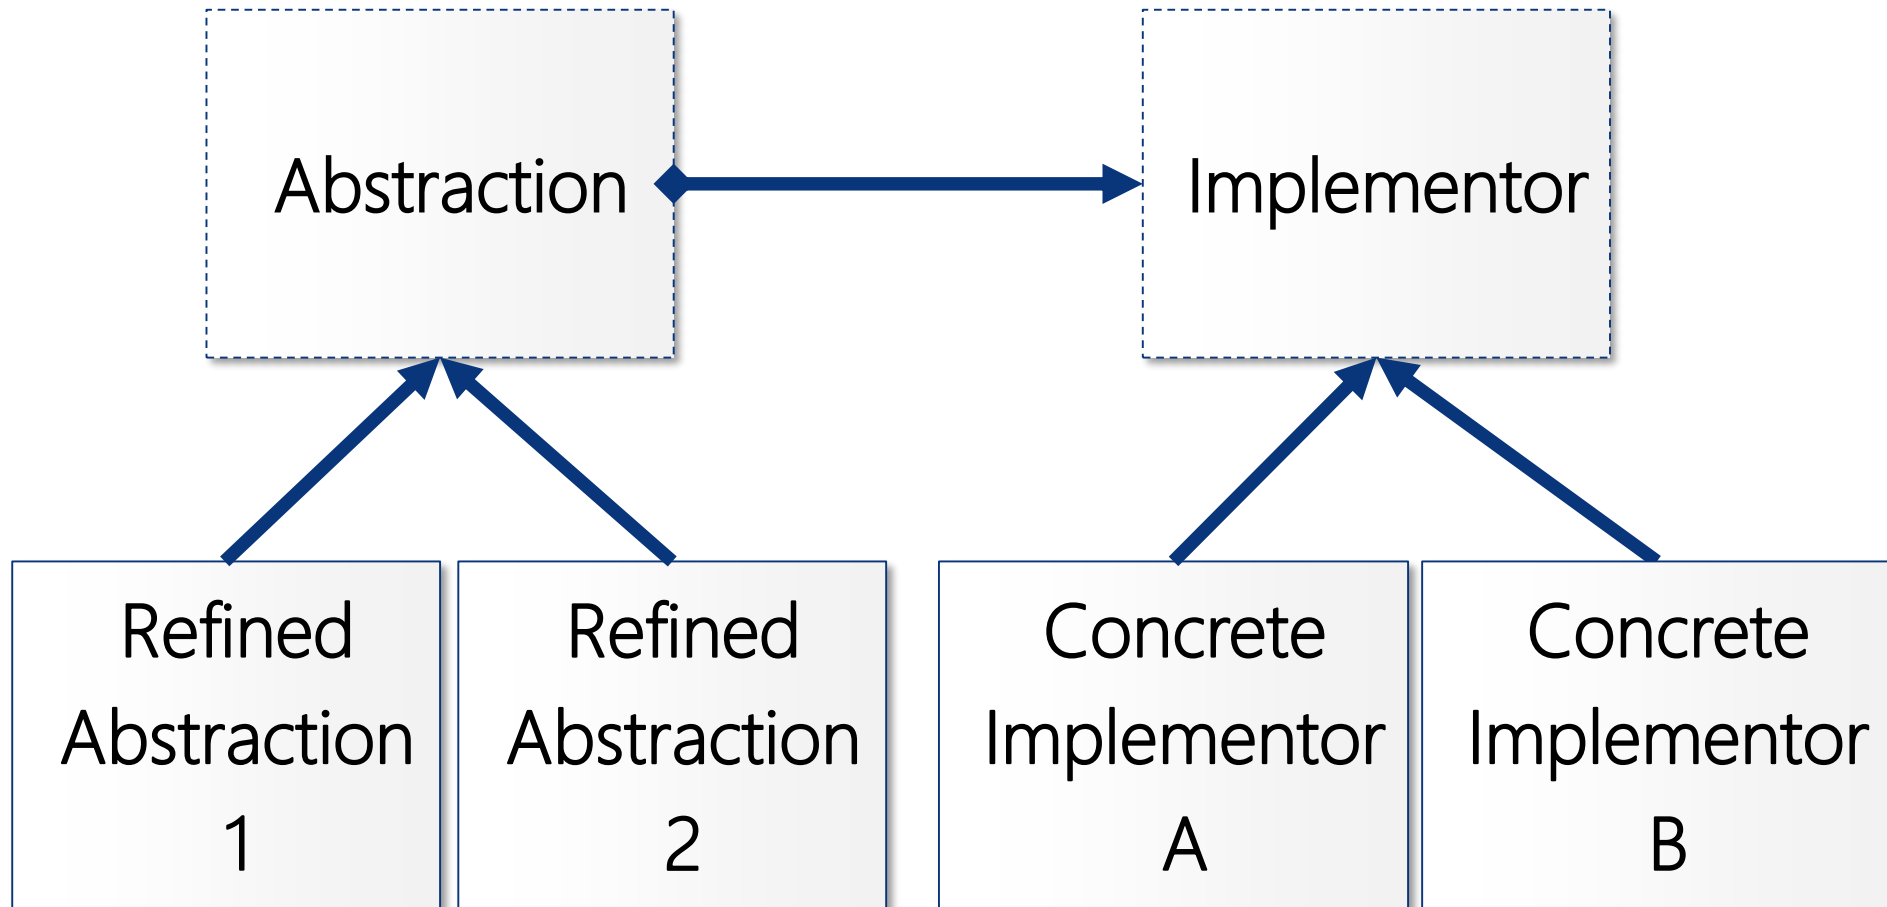 Abstraction
Implementor
Refined
Abstraction
1
Refined
Abstraction
2
Concrete
Implementor
A
Concrete
Implementor
B